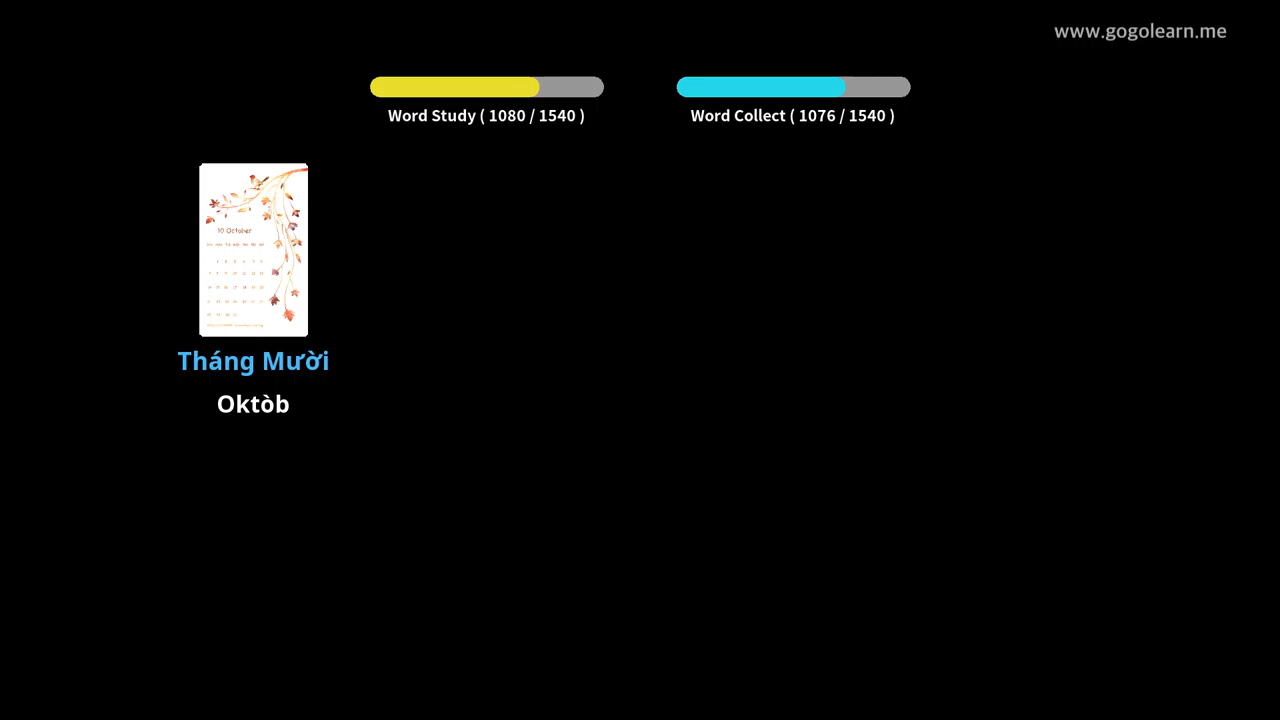 www.gogolearn.me
Word Study ( 1080 / 1540 )
Word Collect ( 1076 / 1540 )
10 October
Tháng Mười
Oktòb